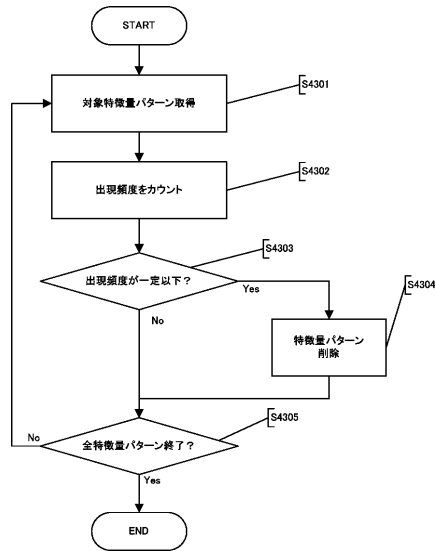 START
対象特徴量パターン取得
S4301
出現頻度をカウント
S4302
出現頻度が一定以下？
S4303
Yes
No
特徴量パターン
削除
S4304
全特徴量パターン終了？
S4305
No
Yes
END